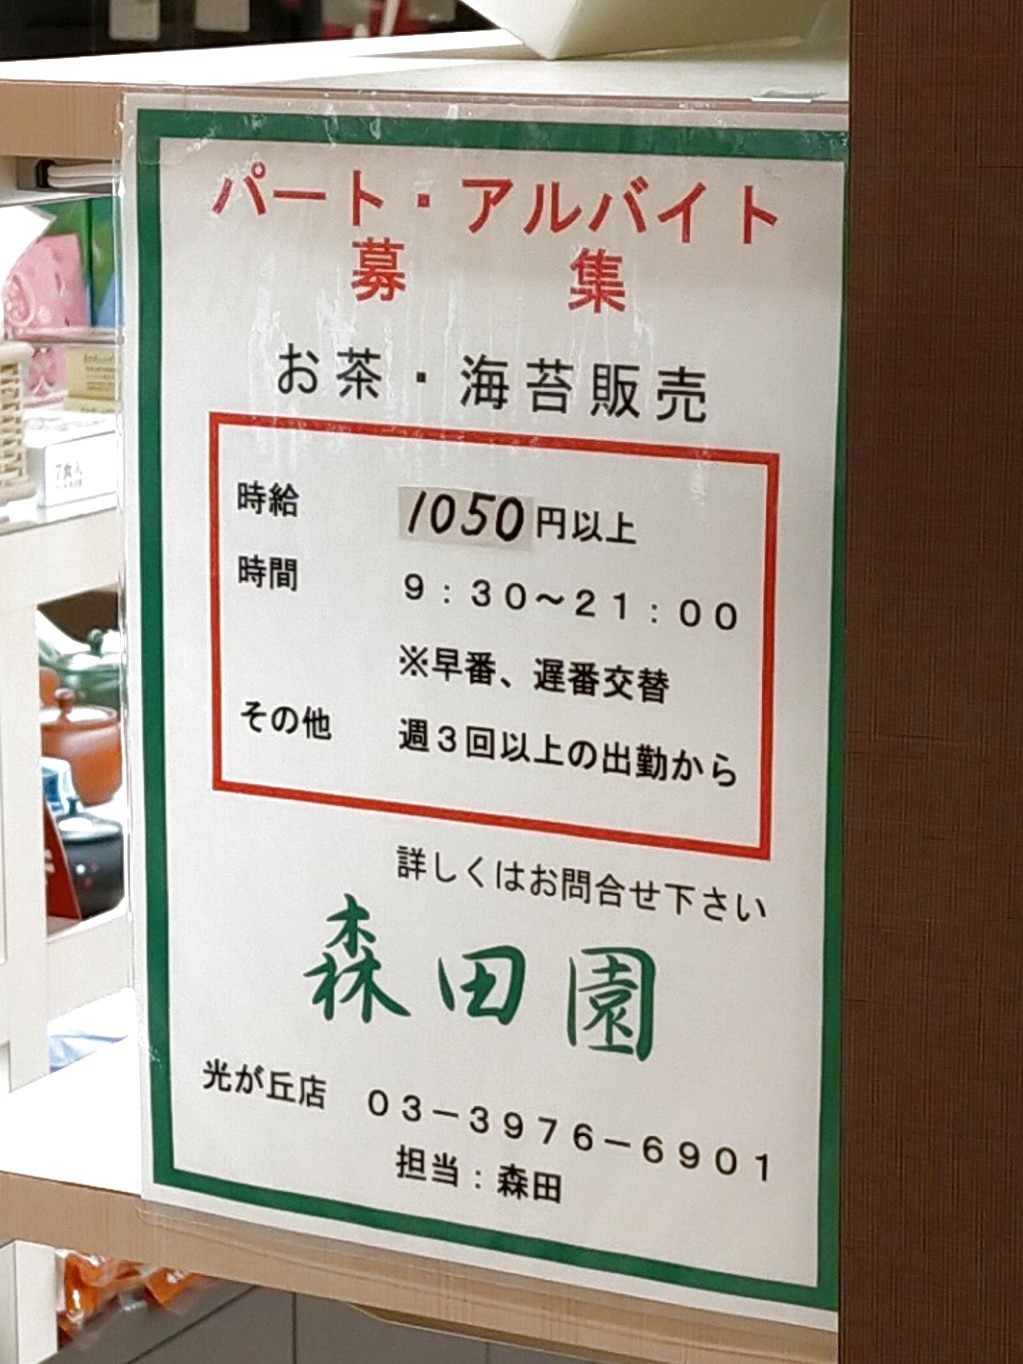 パート・アルバイト
募集
お茶・海苔販売
時給 1050円以上
時間 9:30〜21:00
※早番、遅番交替
その他 週3回以上の出勤から
詳しくはお問合せ下さい
森田園
光が丘店 03−3976−6901
担当:森田
7食入